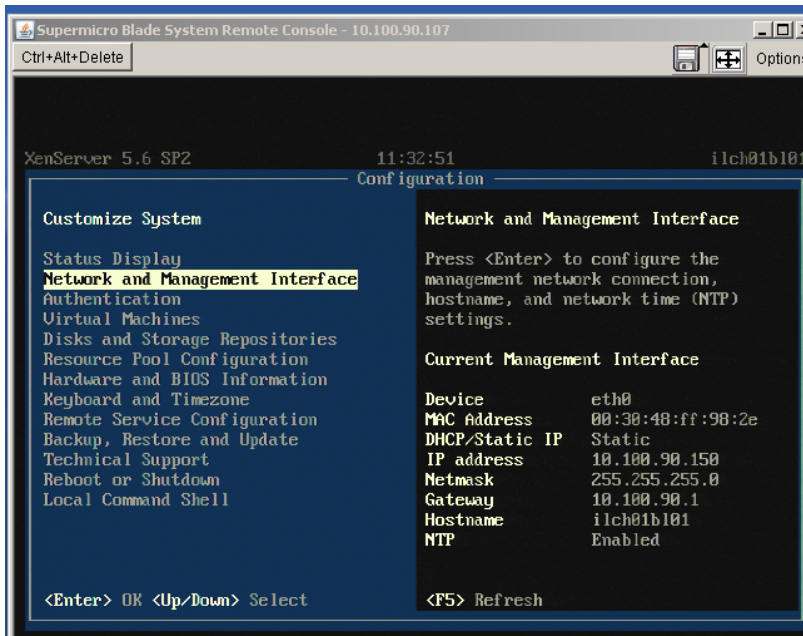 Supermicro Blade System Remote Console - 10.100.90.107
Ctrl+Alt+Delete
Option
XenServer 5.6 SP2 11:32:51 ilch01bl01
Configuration
Customize System
Status Display
Network and Management Interface
Authentication
Virtual Machines
Disks and Storage Repositories
Resource Pool Configuration
Hardware and BIOS Information
Keyboard and Timezone
Remote Service Configuration
Backup, Restore and Update
Technical Support
Reboot or Shutdown
Local Command Shell
<Enter> OK <Up/Down> Select
Network and Management Interface
Press <Enter> to configure the
management network connection,
hostname, and network time (NTP)
settings.
Current Management Interface
Device eth0
MAC Address 00:30:48:ff:98:2e
DHCP/Static IP Static
IP address 10.100.90.150
Netmask 255.255.255.0
Gateway 10.100.90.1
Hostname ilch01bl01
NTP Enabled
<F5> Refresh